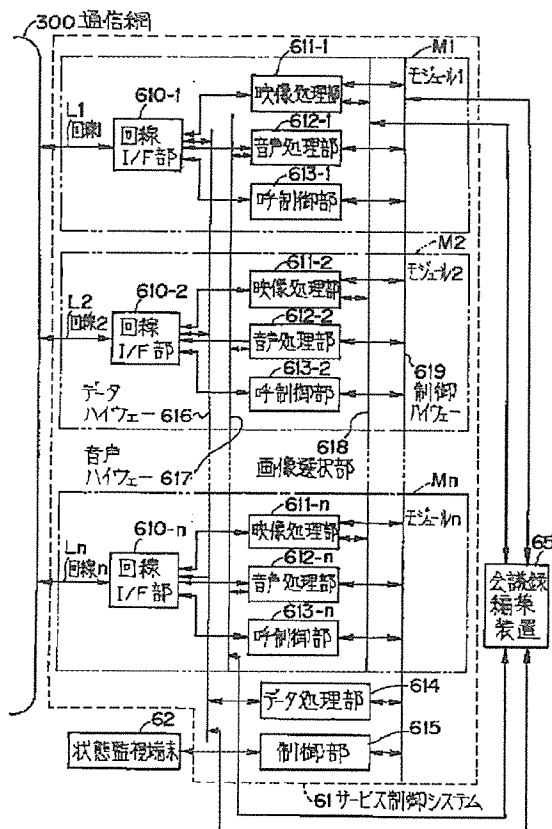 300 通信網
611-1
M1
モジュール1
映像処理部
610-1
L1
回線1
回線
I/F部
612-1
音声処理部
613-1
呼制御部
M2
モジュール2
611-2
映像処理部
610-2
L2
回線2
回線
I/F部
612-2
音声処理部
613-2
呼制御部
619
制御
ハイウェー
データ
ハイウェー 616
618
音声
ハイウェー 617
画像選択部
Mn
モジュールn
611-n
映像処理部
610-n
Ln
回線n
回線
I/F部
612-n
音声処理部
613-n
呼制御部
65
会議録
編集
装置
614
データ処理部
62
状態監視端末
615
制御部
61 サービス制御システム